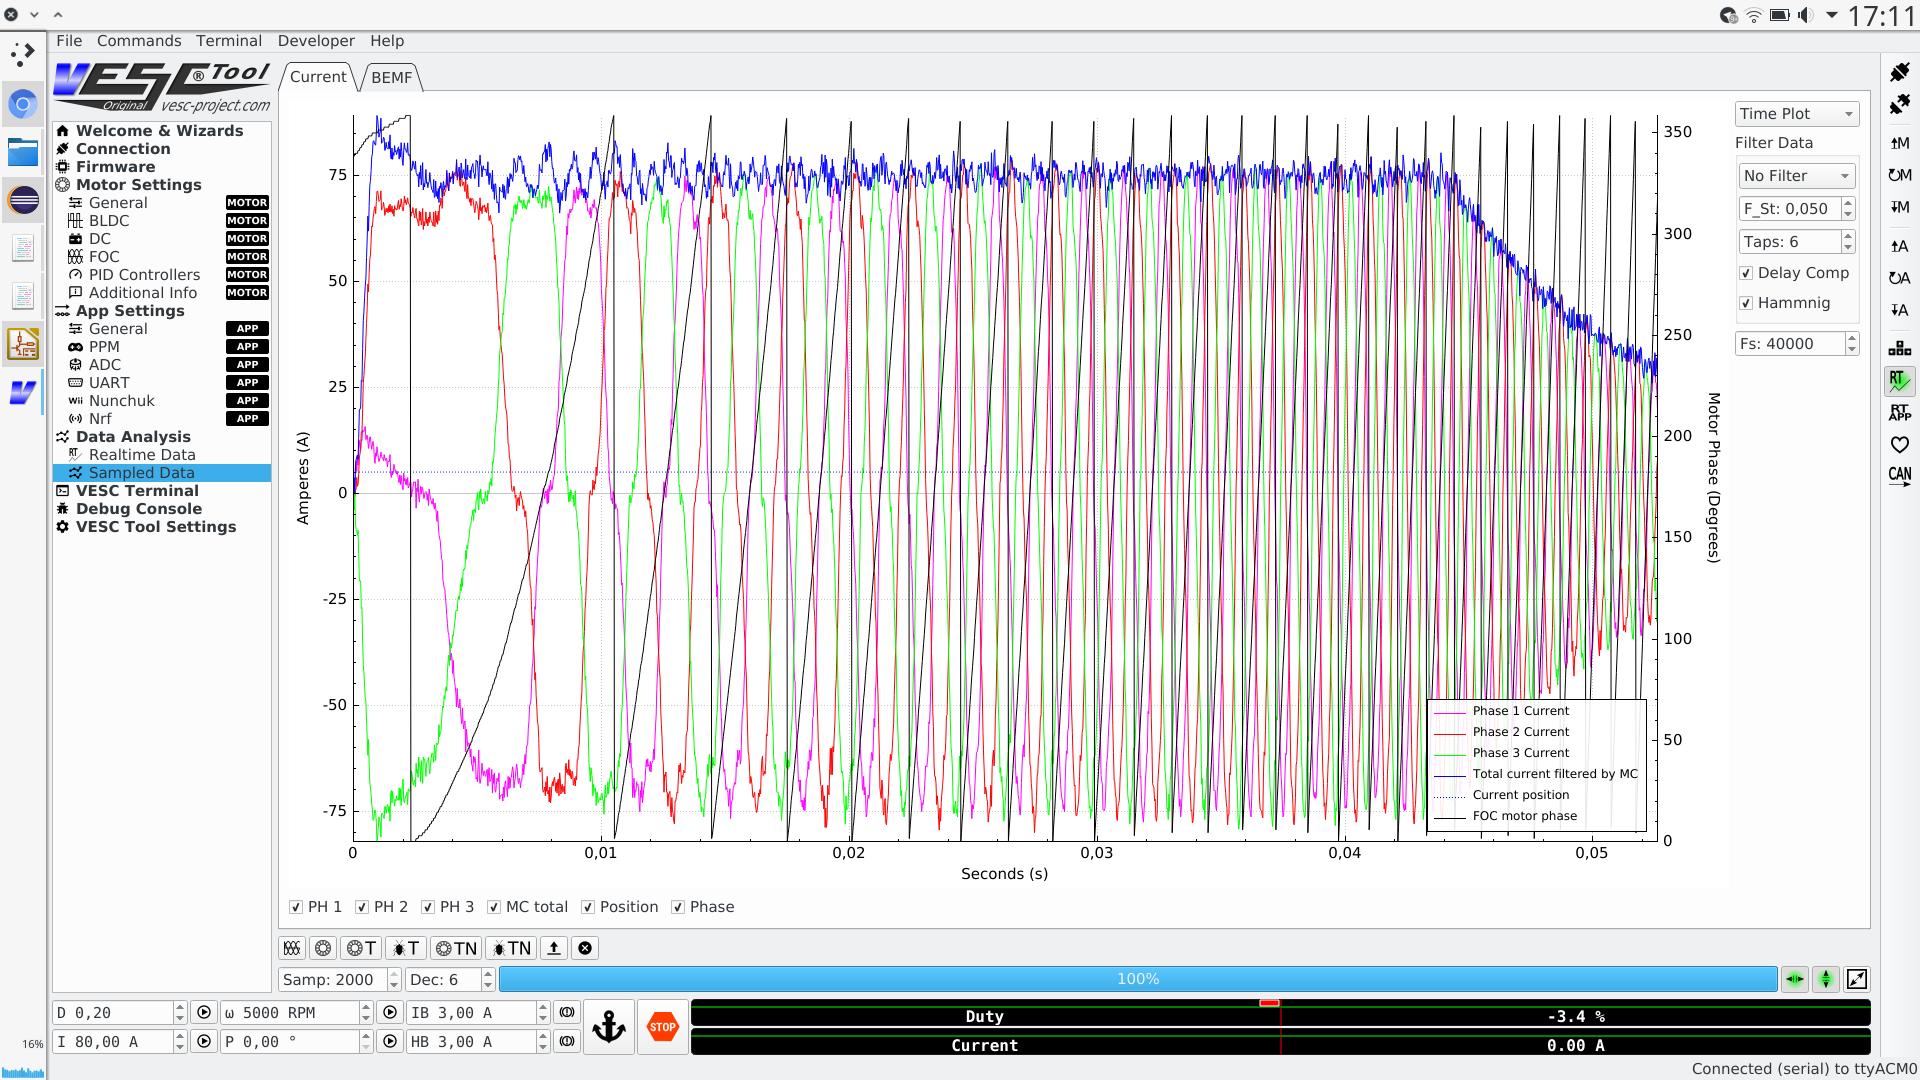 17:11
File Commands Terminal Developer Help
VESC® Tool
Original vesc-project.com
Welcome & Wizards
Connection
Firmware
Motor Settings
General MOTOR
BLDC MOTOR
DC MOTOR
FOC MOTOR
PID Controllers MOTOR
Additional Info MOTOR
App Settings
General APP
PPM APP
ADC APP
UART APP
Wii Nunchuk APP
Nrf APP
Data Analysis
RT Realtime Data
Sampled Data
VESC Terminal
Debug Console
VESC Tool Settings
16%
Current BEMF
Amperes (A)
75
50
25
0
-25
-50
-75
0 0,01 0,02 0,03 0,04 0,05
Seconds (s)
350
300
250
200
150
100
50
0
Motor Phase (Degrees)
Phase 1 Current
Phase 2 Current
Phase 3 Current
Total current filtered by MC
Current position
FOC motor phase
Time Plot
Filter Data
No Filter
F_St: 0,050
Taps: 6
Delay Comp
Hammnig
Fs: 40000
M
M
M
A
A
A
RT
RT APP
CAN
PH 1 PH 2 PH 3 MC total Position Phase
T T TN TN
Samp: 2000 Dec: 6 100%
D 0,20 ω 5000 RPM IB 3,00 A
I 80,00 A P 0,00 ° HB 3,00 A
STOP
Duty -3.4 %
Current 0.00 A
Connected (serial) to ttyACM0